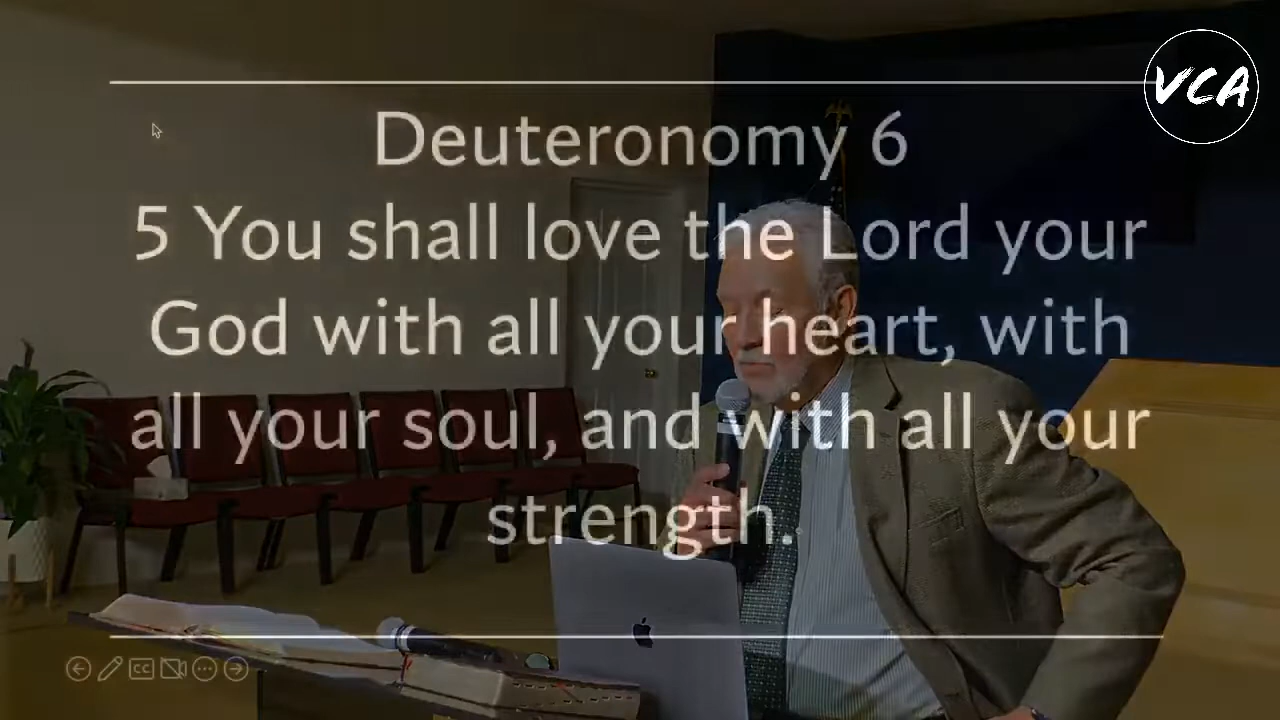 VCA
Deuteronomy 6
5 You shall love the Lord your
God with all your heart, with
all your soul, and with all your
strength.
CC